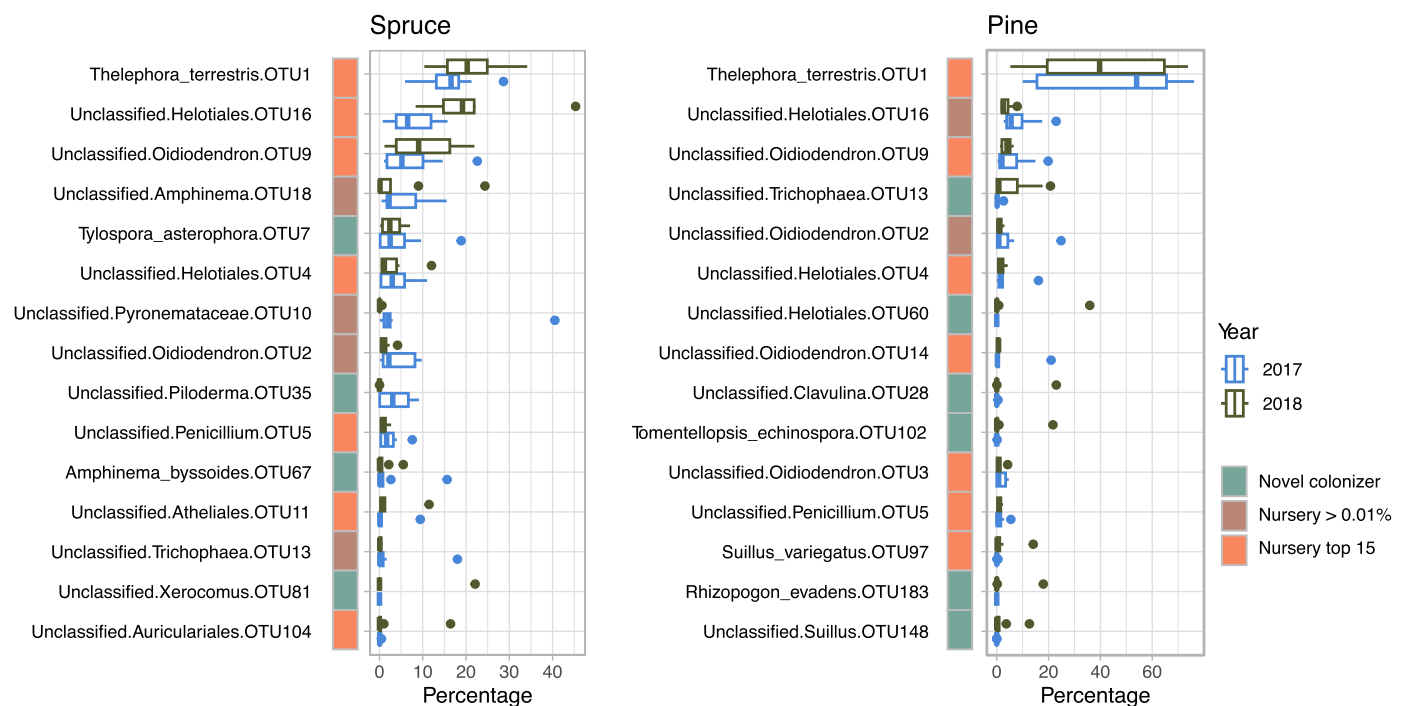 Spruce
Thelephora_terrestris.OTU1
Unclassified.Helotiales.OTU16
Unclassified.Oidiodendron.OTU9
Unclassified.Amphinema.OTU18
Tylospora_asterophora.OTU7
Unclassified.Helotiales.OTU4
Unclassified.Pyronemataceae.OTU10
Unclassified.Oidiodendron.OTU2
Unclassified.Piloderma.OTU35
Unclassified.Penicillium.OTU5
Amphinema_byssoides.OTU67
Unclassified.Atheliales.OTU11
Unclassified.Trichophaea.OTU13
Unclassified.Xerocomus.OTU81
Unclassified.Auriculariales.OTU104
0 10 20 30 40
Percentage
Pine
Thelephora_terrestris.OTU1
Unclassified.Helotiales.OTU16
Unclassified.Oidiodendron.OTU9
Unclassified.Trichophaea.OTU13
Unclassified.Oidiodendron.OTU2
Unclassified.Helotiales.OTU4
Unclassified.Helotiales.OTU60
Unclassified.Oidiodendron.OTU14
Unclassified.Clavulina.OTU28
Tomentellopsis_echinospora.OTU102
Unclassified.Oidiodendron.OTU3
Unclassified.Penicillium.OTU5
Suillus_variegatus.OTU97
Rhizopogon_evadens.OTU183
Unclassified.Suillus.OTU148
0 20 40 60
Percentage
Year
2017
2018
Novel colonizer
Nursery > 0.01%
Nursery top 15